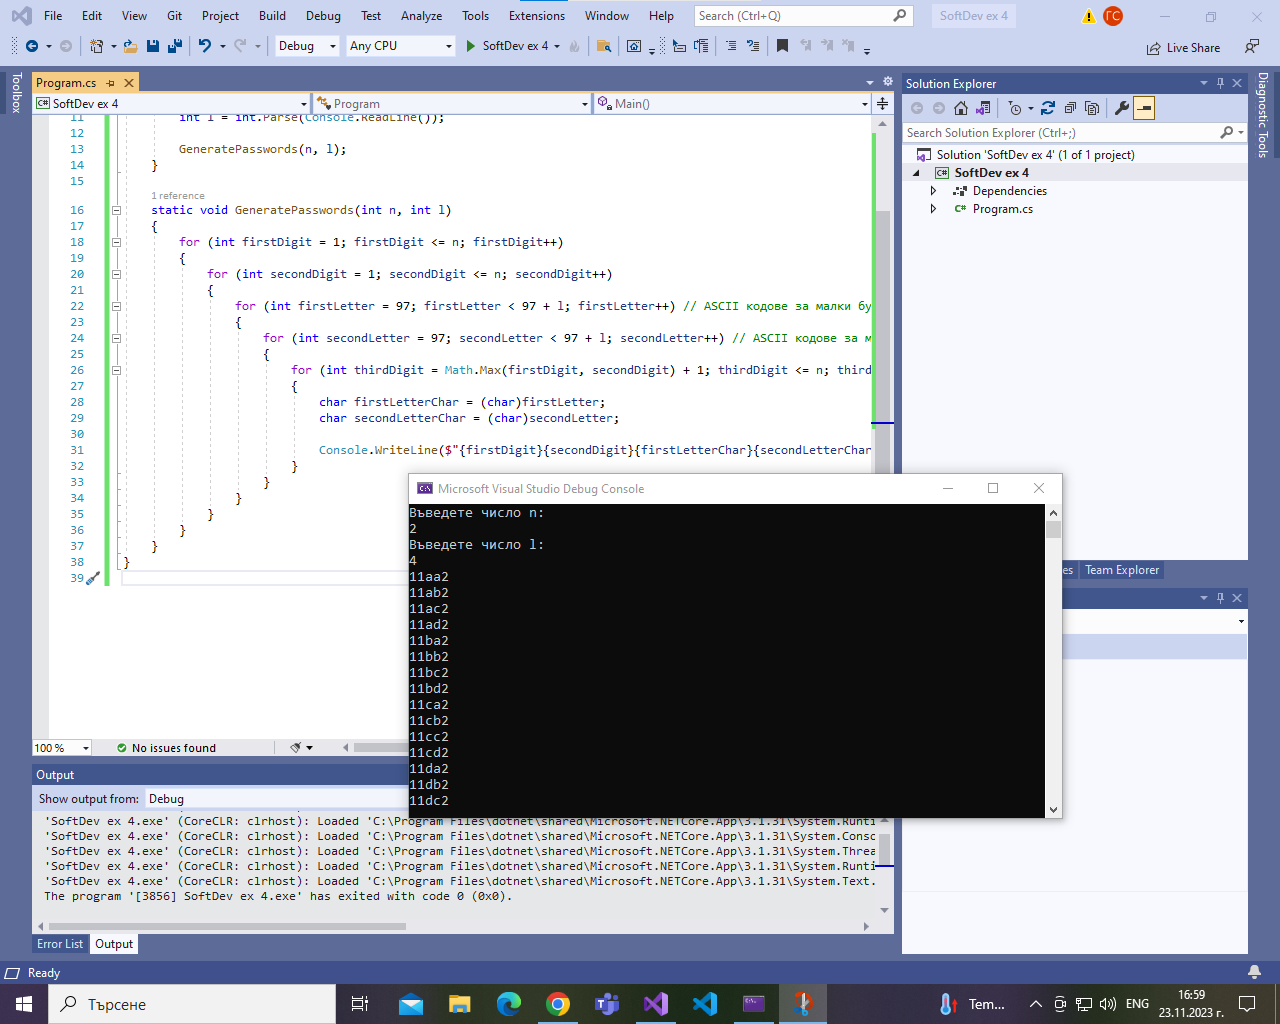 File Edit View Git Project Build Debug Test Analyze Tools Extensions Window Help Search (Ctrl+Q) SoftDev ex 4 ГС
Debug Any CPU SoftDev ex 4 Live Share
Toolbox
Program.cs
SoftDev ex 4 Program Main()
11 int l = int.Parse(Console.ReadLine());
12
13 GeneratePasswords(n, l);
14 }
15
1 reference
16 static void GeneratePasswords(int n, int l)
17 {
18 for (int firstDigit = 1; firstDigit <= n; firstDigit++)
19 {
20 for (int secondDigit = 1; secondDigit <= n; secondDigit++)
21 {
22 for (int firstLetter = 97; firstLetter < 97 + l; firstLetter++) // ASCII кодове за малки бу
23 {
24 for (int secondLetter = 97; secondLetter < 97 + l; secondLetter++) // ASCII кодове за м
25 {
26 for (int thirdDigit = Math.Max(firstDigit, secondDigit) + 1; thirdDigit <= n; third
27 {
28 char firstLetterChar = (char)firstLetter;
29 char secondLetterChar = (char)secondLetter;
30
31 Console.WriteLine($"{firstDigit}{secondDigit}{firstLetterChar}{secondLetterChar
32 }
33 }
34 }
35 }
36 }
37 }
38 }
39
100 % No issues found
Output
Show output from: Debug
'SoftDev ex 4.exe' (CoreCLR: clrhost): Loaded 'C:\Program Files\dotnet\shared\Microsoft.NETCore.App\3.1.31\System.Runti
'SoftDev ex 4.exe' (CoreCLR: clrhost): Loaded 'C:\Program Files\dotnet\shared\Microsoft.NETCore.App\3.1.31\System.Conso
'SoftDev ex 4.exe' (CoreCLR: clrhost): Loaded 'C:\Program Files\dotnet\shared\Microsoft.NETCore.App\3.1.31\System.Threa
'SoftDev ex 4.exe' (CoreCLR: clrhost): Loaded 'C:\Program Files\dotnet\shared\Microsoft.NETCore.App\3.1.31\System.Runti
'SoftDev ex 4.exe' (CoreCLR: clrhost): Loaded 'C:\Program Files\dotnet\shared\Microsoft.NETCore.App\3.1.31\System.Text.
The program '[3856] SoftDev ex 4.exe' has exited with code 0 (0x0).
Error List Output
Microsoft Visual Studio Debug Console
Въведете число n:
2
Въведете число l:
4
11aa2
11ab2
11ac2
11ad2
11ba2
11bb2
11bc2
11bd2
11ca2
11cb2
11cc2
11cd2
11da2
11db2
11dc2
Solution Explorer
Search Solution Explorer (Ctrl+;)
Solution 'SoftDev ex 4' (1 of 1 project)
SoftDev ex 4
Dependencies
C# Program.cs
es Team Explorer
Diagnostic Tools
Ready
Търсене Tem... ENG 16:59
23.11.2023 г.